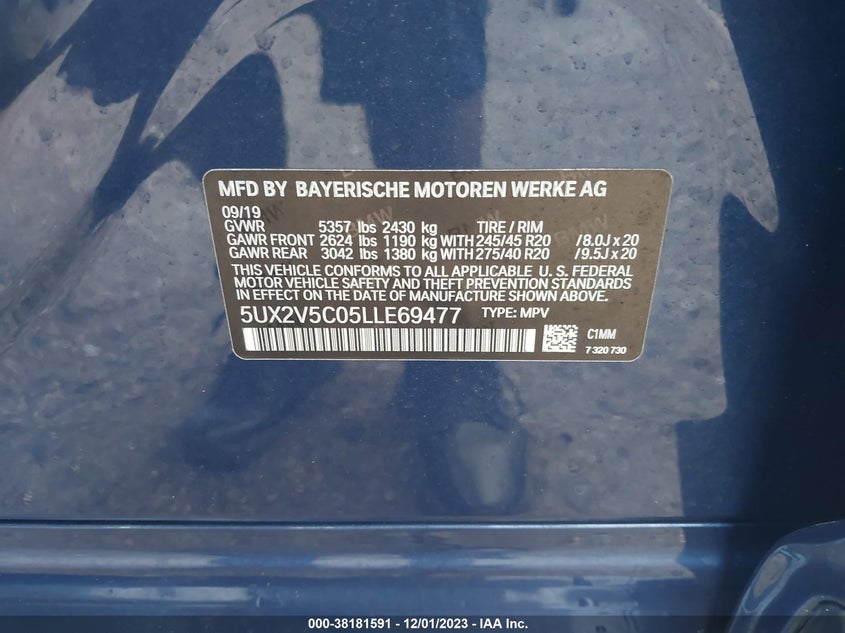 MFD BY BAYERISCHE MOTOREN WERKE AG
09/19
GVWR 5357 lbs 2430 kg TIRE / RIM
GAWR FRONT 2624 lbs 1190 kg WITH 245/45 R20 /8.0J x 20
GAWR REAR 3042 lbs 1380 kg WITH 275/40 R20 /9.5J x 20
THIS VEHICLE CONFORMS TO ALL APPLICABLE U. S. FEDERAL
MOTOR VEHICLE SAFETY AND THEFT PREVENTION STANDARDS
IN EFFECT ON THE DATE OF MANUFACTURE SHOWN ABOVE.
5UX2V5C05LLE69477 TYPE: MPV
C1MM
7 320 730
000-38181591 - 12/01/2023 - IAA Inc.